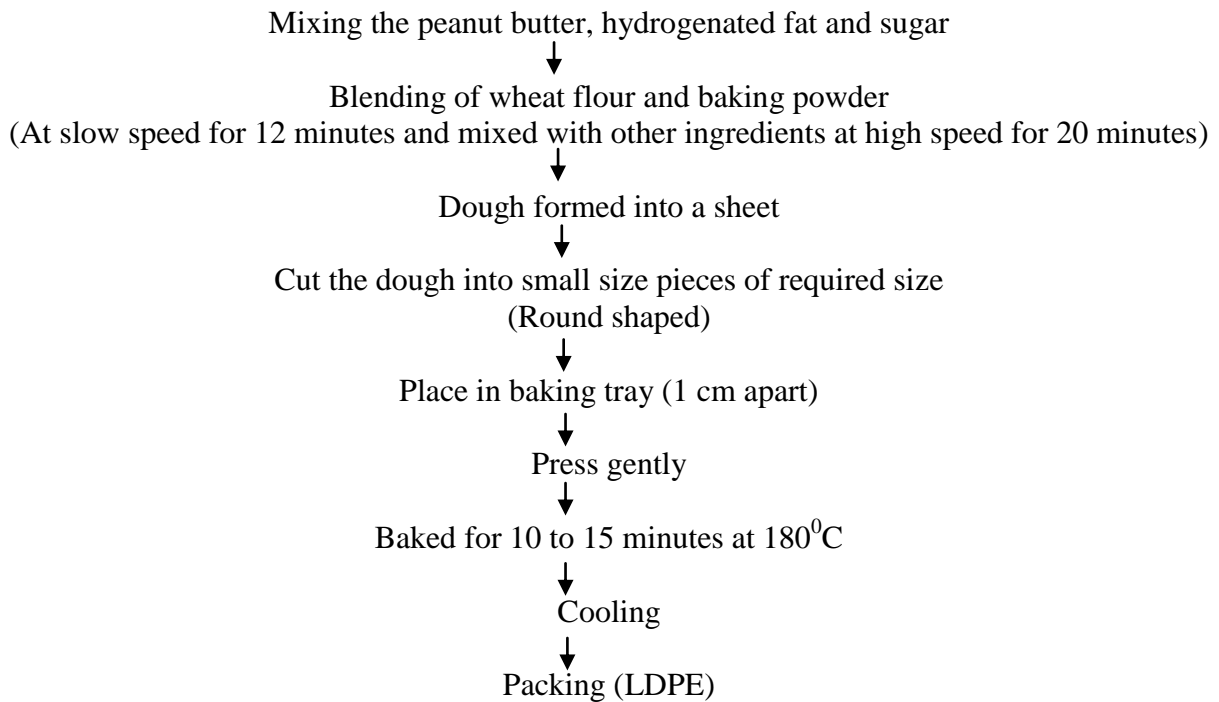 Mixing the peanut butter, hydrogenated fat and sugar
Blending of wheat flour and baking powder
(At slow speed for 12 minutes and mixed with other ingredients at high speed for 20 minutes)
Dough formed into a sheet
Cut the dough into small size pieces of required size
(Round shaped)
Place in baking tray (1 cm apart)
Press gently
Baked for 10 to 15 minutes at 180⁰C
Cooling
Packing (LDPE)